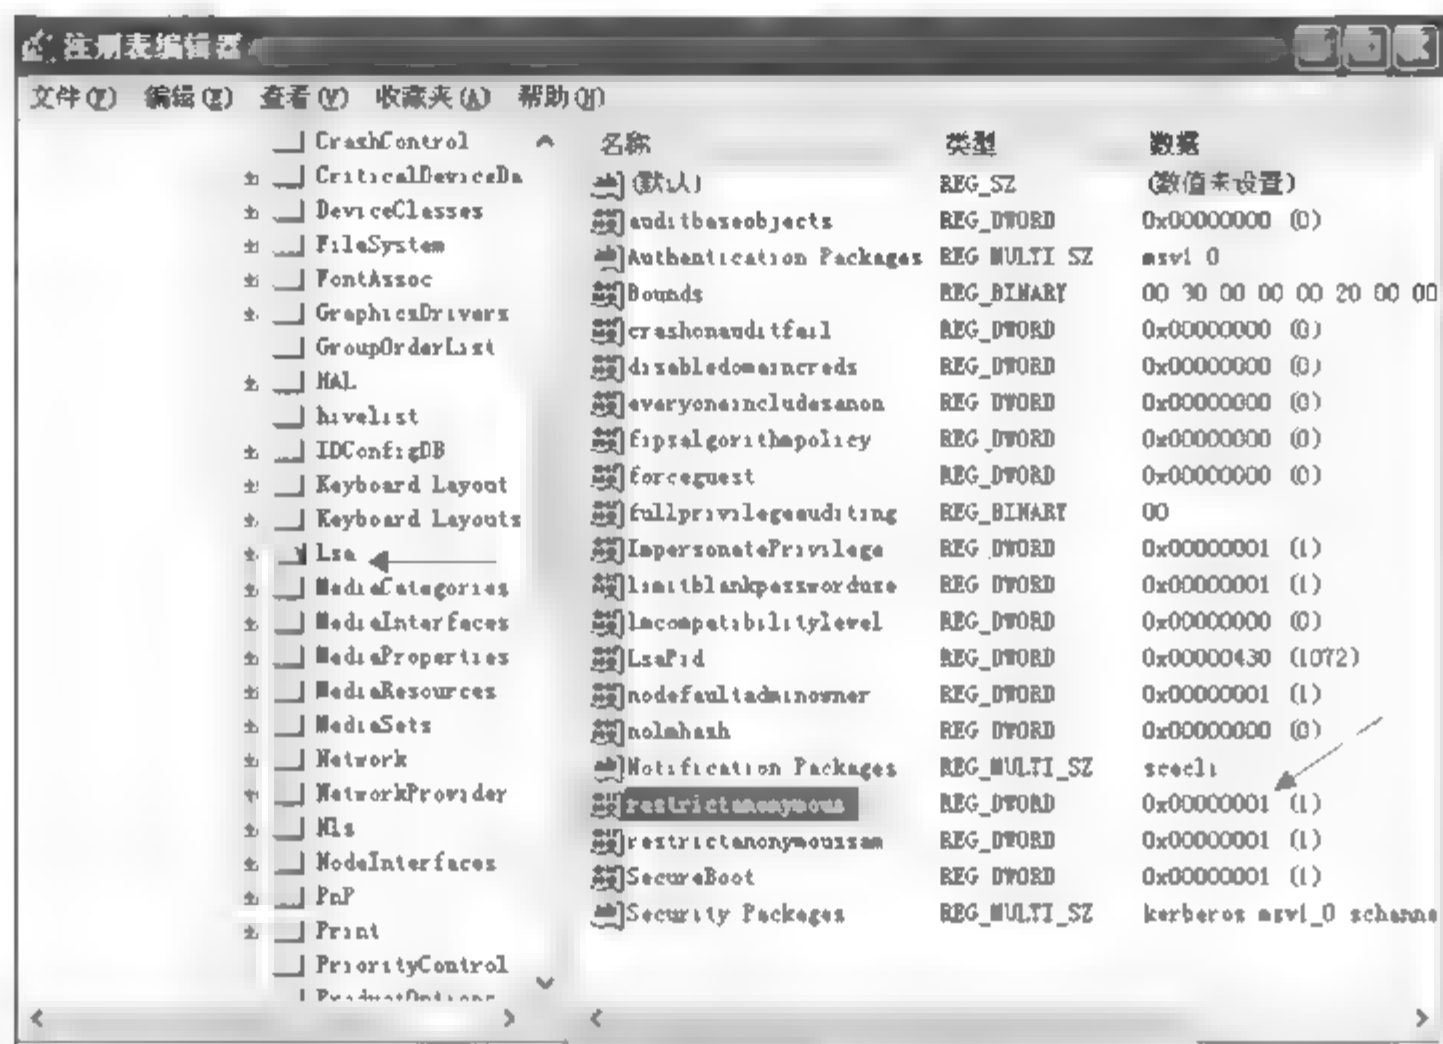 注册表编辑器
文件(F) 编辑(E) 查看(V) 收藏夹(A) 帮助(H)
CrashControl
CriticalDeviceDa
DeviceClasses
FileSystem
FontAssoc
GraphicsDrivers
GroupOrderList
HAL
hivelist
IDConfigDB
Keyboard Layout
Keyboard Layouts
Lsa
MediaCategories
MediaInterfaces
MediaProperties
MediaResources
MediaSets
Network
NetworkProvider
Nls
NodeInterfaces
PnP
Print
PriorityControl
ProductOptions
名称 类型 数据
(默认) REG_SZ (数值未设置)
auditbaseobjects REG_DWORD 0x00000000 (0)
Authentication Packages REG_MULTI_SZ msv1_0
Bounds REG_BINARY 00 30 00 00 00 20 00 00
crashonauditfail REG_DWORD 0x00000000 (0)
disabledomaincreds REG_DWORD 0x00000000 (0)
everyoneincludesanon REG_DWORD 0x00000000 (0)
fipsalgorithmpolicy REG_DWORD 0x00000000 (0)
forceguest REG_DWORD 0x00000000 (0)
fullprivilegeauditing REG_BINARY 00
ImpersonatePrivilege REG_DWORD 0x00000001 (1)
limitblankpassworduse REG_DWORD 0x00000001 (1)
lmcompatibilitylevel REG_DWORD 0x00000000 (0)
LsaPid REG_DWORD 0x00000430 (1072)
nodefaultadminowner REG_DWORD 0x00000001 (1)
nolmhash REG_DWORD 0x00000000 (0)
Notification Packages REG_MULTI_SZ scecli
restrictanonymous REG_DWORD 0x00000001 (1)
restrictanonymoussam REG_DWORD 0x00000001 (1)
SecureBoot REG_DWORD 0x00000001 (1)
Security Packages REG_MULTI_SZ kerberos msv1_0 schanne